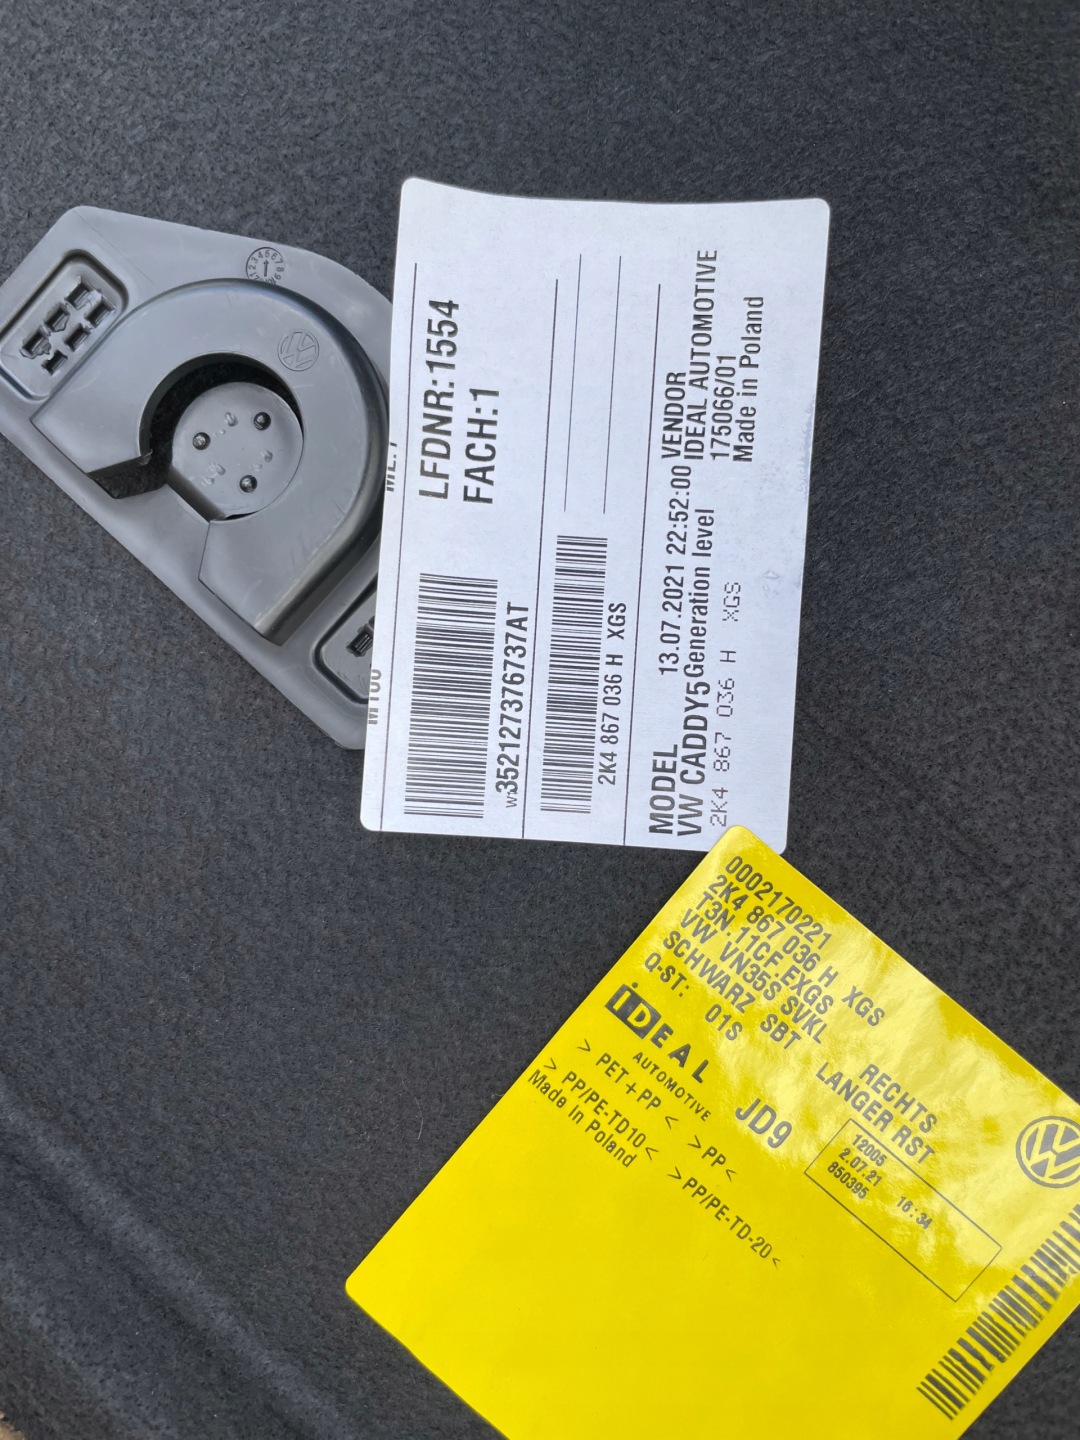 LFDNR:1554
FACH:1
352127376737AT
2K4 867 036 H XGS
MODEL 13.07.2021 22:52:00 VENDOR
VW CADDY5 Generation level IDEAL AUTOMOTIVE
2K4 867 036 H XGS 175066/01
Made in Poland
0002170221
2K4 867 036 H XGS
T3N.11CF.EXGS
VW VN35S SVKL
SCHWARZ SBT
Q-ST: 01S
RECHTS
LANGER RST
IDEAL
AUTOMOTIVE
JD9
12005
2.07.21 16:34
850395
> PET+PP < >PP<
> PP/PE-TD10< >PP/PE-TD-20<
Made In Poland
VW
VW